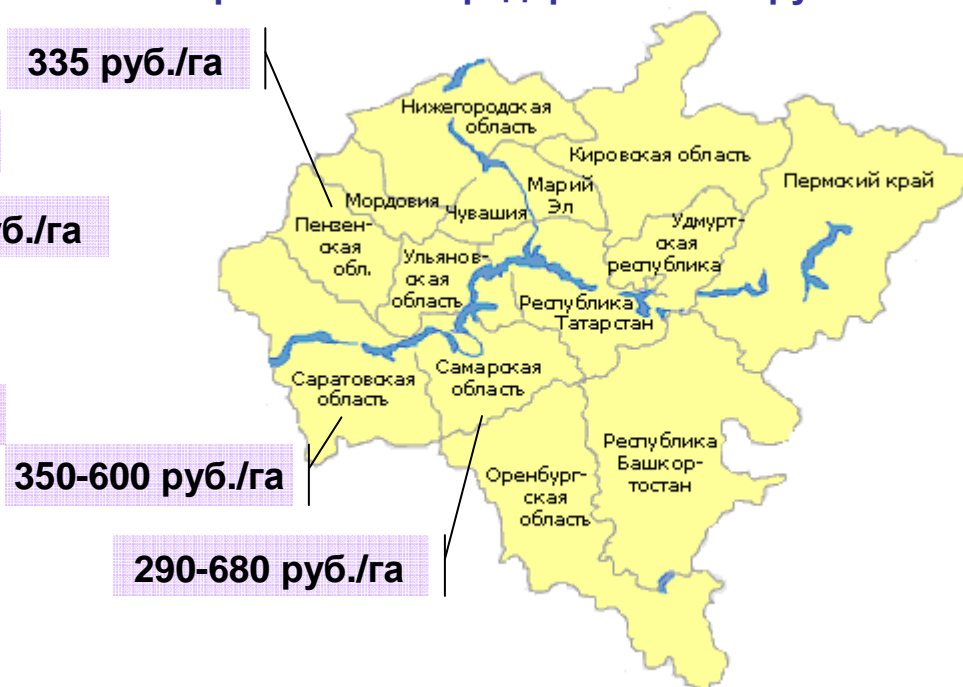 335 руб./га
б./га
350-600 руб./га
290-680 руб./га
Нижегородская
область
Кировская область
Пермский край
Марий
Эл
Мордовия
Чувашия
Удмурт-
ская
республика
Пензен-
ская
обл.
Ульянов-
ская
область
Республика
Татарстан
Саратовская
область
Самарская
область
Оренбург-
ская
область
Республика
Башкор-
тостан